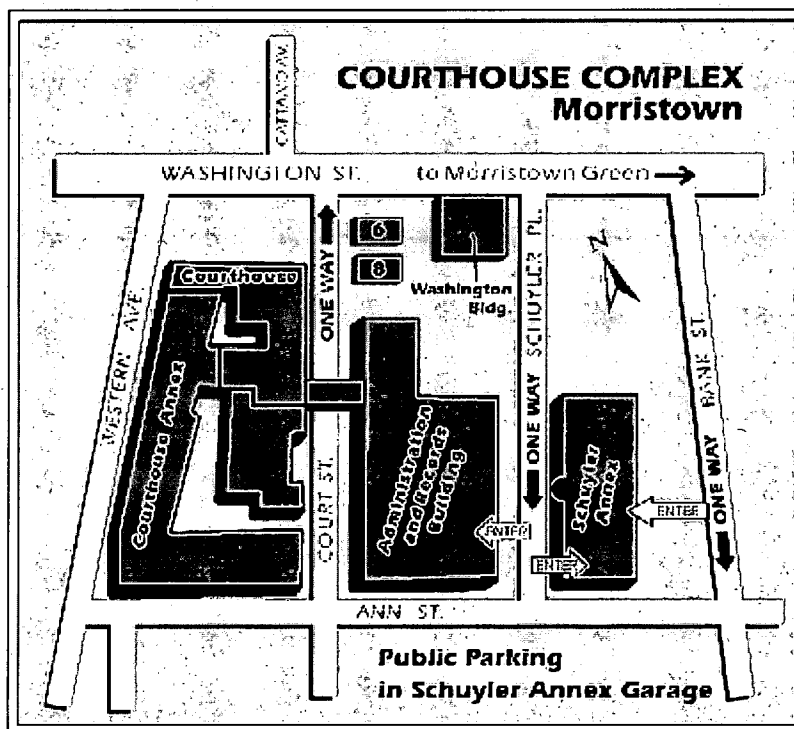 COURTHOUSE COMPLEX
Morristown
CATTANO AV.
WASHINGTON ST.
to Morristown Green
6
8
Washington
Bldg.
Courthouse
ONE WAY
SCHUYLER PL.
N
WESTERN AVE.
Courthouse Annex
COURT ST.
Administration
and Records
Building
ENTER
ONE WAY
Schuyler
Annex
ENTER
ENTER
BANK ST.
ONE WAY
ANN ST.
Public Parking
in Schuyler Annex Garage